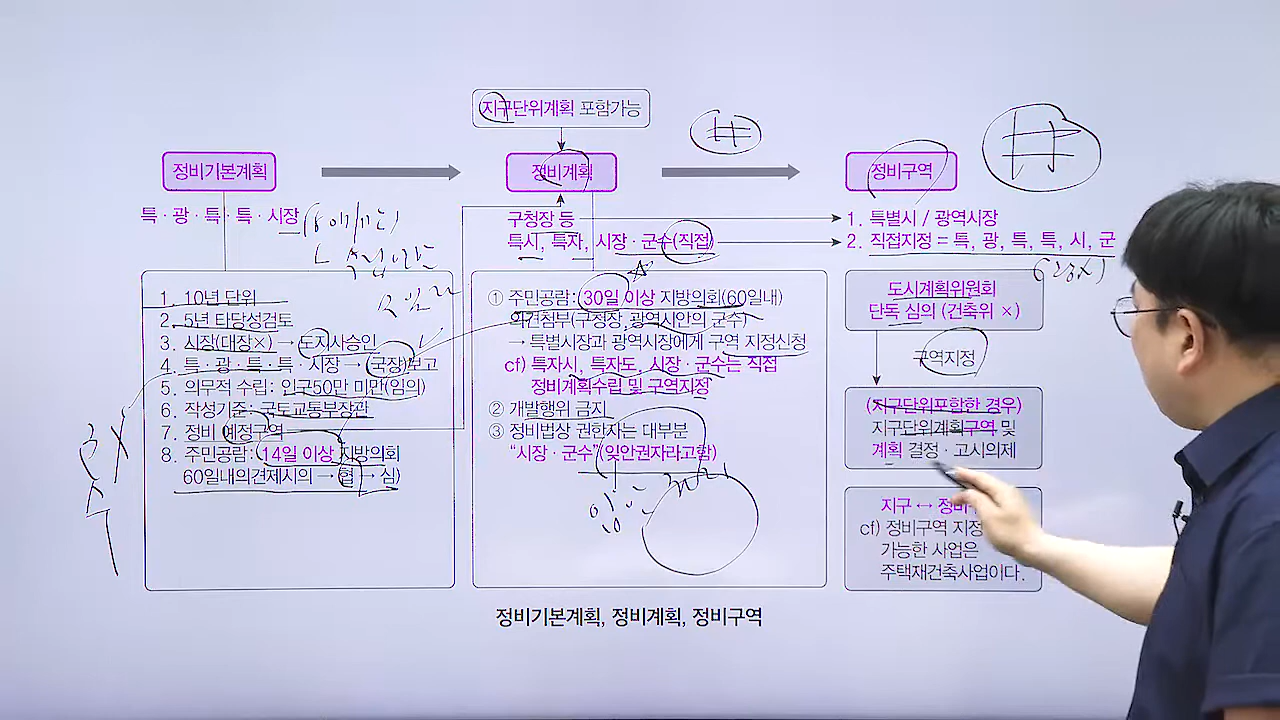 지구단위계획 포함가능
정비기본계획
정비계획
정비구역
특·광·특·특·시장
구청장 등
특시, 특자, 시장·군수(직접)
1. 특별시 / 광역시장
2. 직접지정 = 특, 광, 특, 특, 시, 군
1. 10년 단위
2. 5년 타당성검토
3. 시장(대장×) → 도지사승인
4. 특·광·특·특·시장 → (국장)보고
5. 의무적 수립: 인구50만 미만(임의)
6. 작성기준: 국토교통부장관
7. 정비 예정구역
8. 주민공람: 14일 이상 지방의회
60일내의견제시의 → 협 → 심)
① 주민공람: (30일 이상 지방의회(60일내)
의견첨부(구청장, 광역시안의 군수)
→ 특별시장과 광역시장에게 구역 지정신청
cf) 특자시, 특자도, 시장·군수는 직접
정비계획수립 및 구역지정
② 개발행위 금지
③ 정비법상 권한자는 대부분
“시장·군수”(잊안권자라고함)
도시계획위원회
단독 심의 (건축위 ×)
구역지정
(지구단위포함한 경우)
지구단위계획구역 및
계획 결정·고시의제
지구 ↔ 정비
cf) 정비구역 지정
가능한 사업은
주택재건축사업이다.
정비기본계획, 정비계획, 정비구역